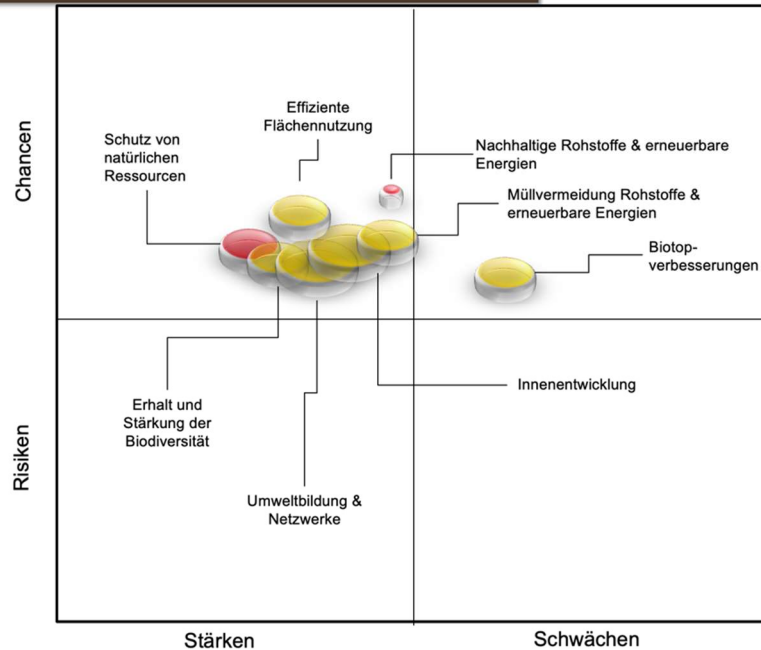 Chancen
Risiken
Effiziente
Flächennutzung
Schutz von
natürlichen
Ressourcen
Nachhaltige Rohstoffe & erneuerbare
Energien
Müllvermeidung Rohstoffe &
erneuerbare Energien
Biotop-
verbesserungen
Innenentwicklung
Erhalt und
Stärkung der
Biodiversität
Umweltbildung &
Netzwerke
Stärken
Schwächen